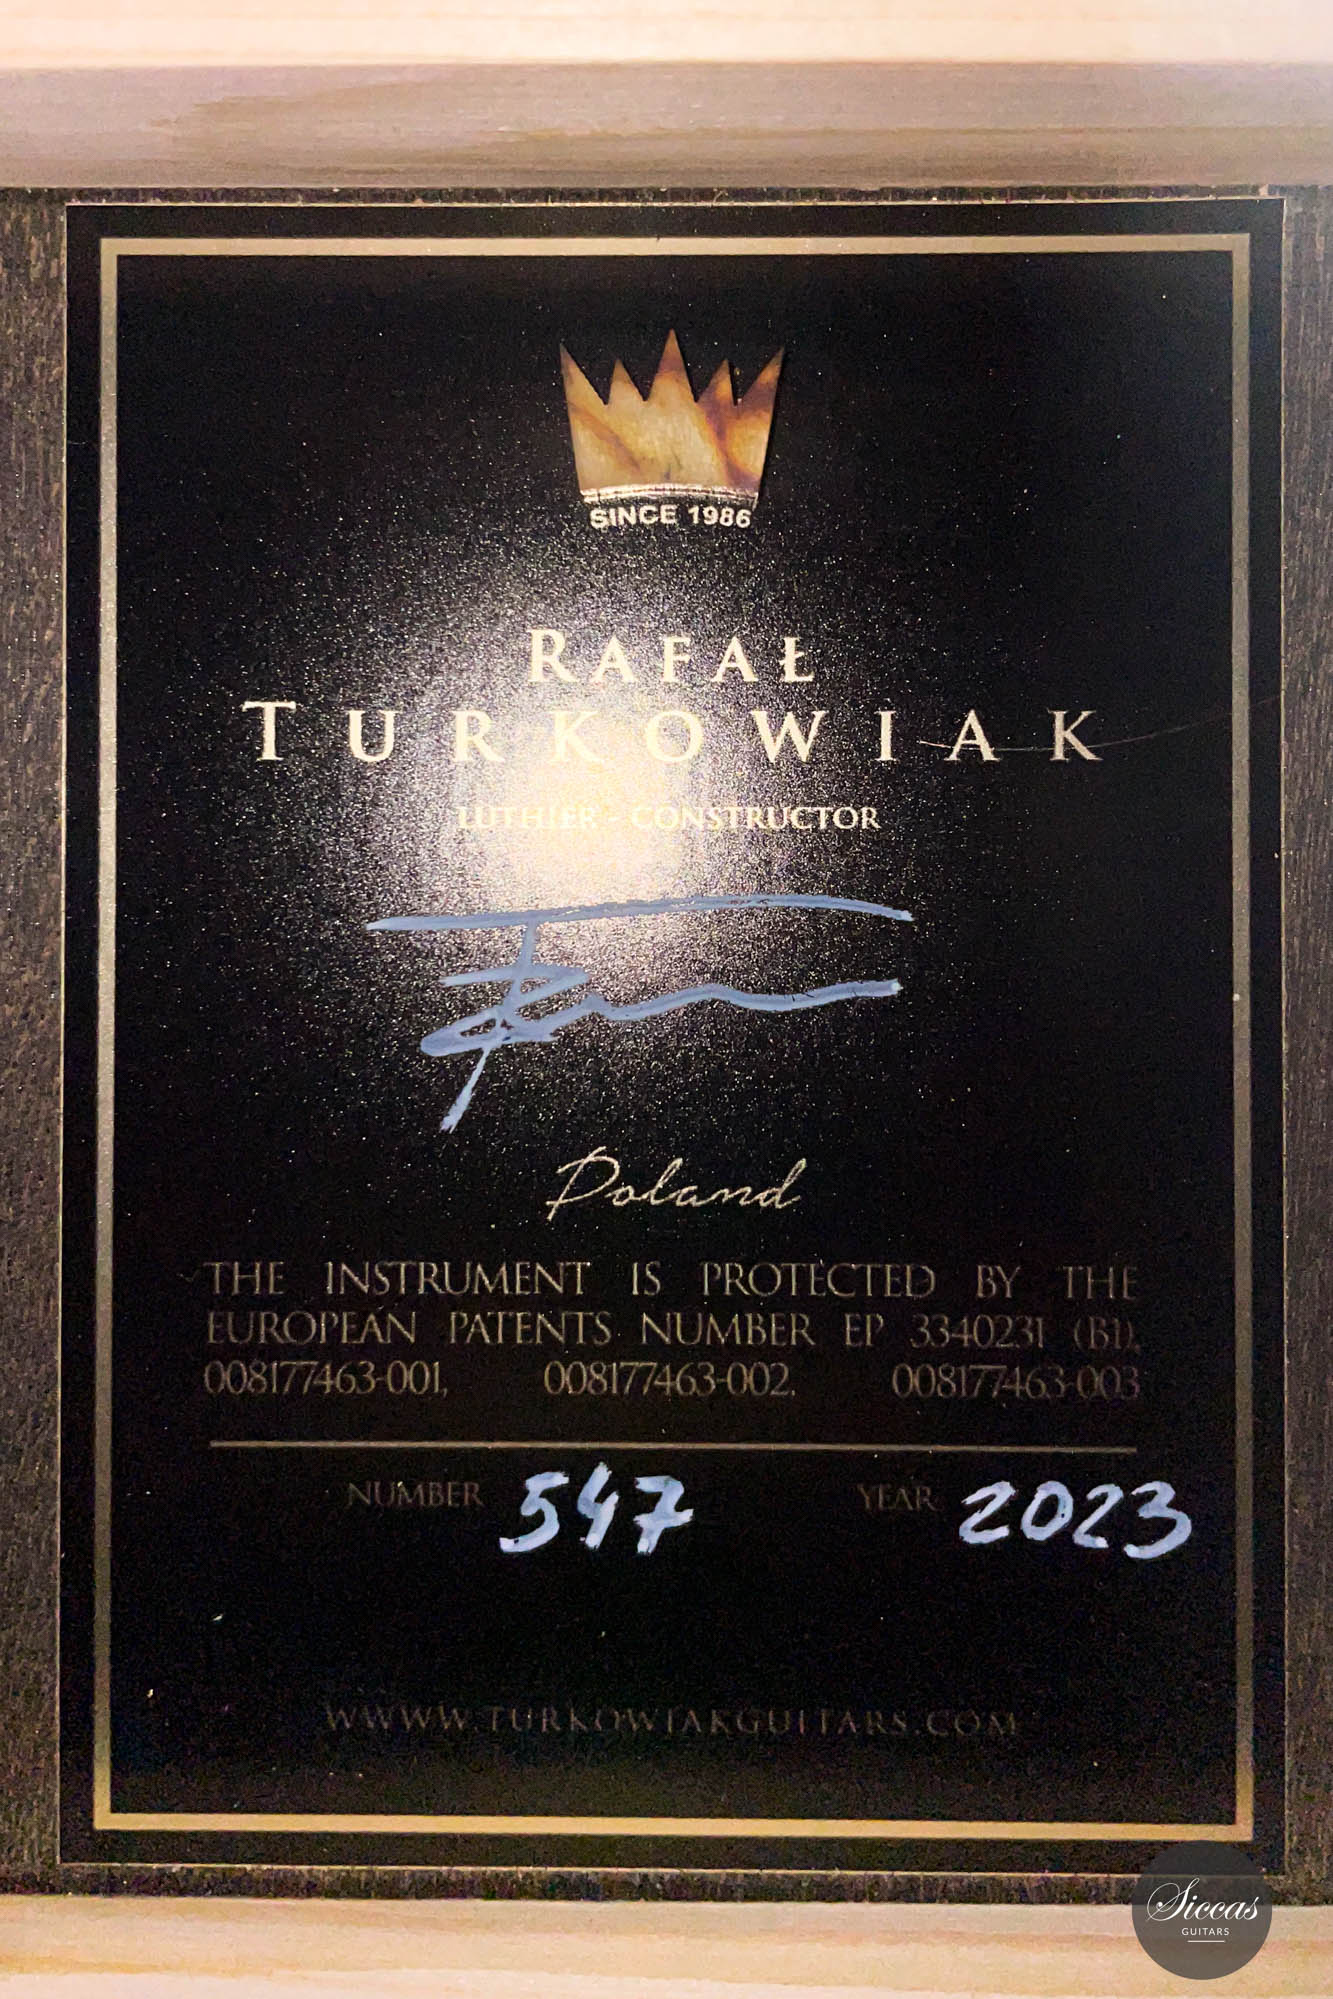 SINCE 1986
RAFAŁ
TURKOWIAK
LUTHIER - CONSTRUCTOR
Poland
THE INSTRUMENT IS PROTECTED BY THE
EUROPEAN PATENTS NUMBER EP 3340231 (B1),
008177463-001, 008177463-002, 008177463-003
NUMBER 547 YEAR 2023
WWW.TURKOWIAKGUITARS.COM
Siccas
GUITARS